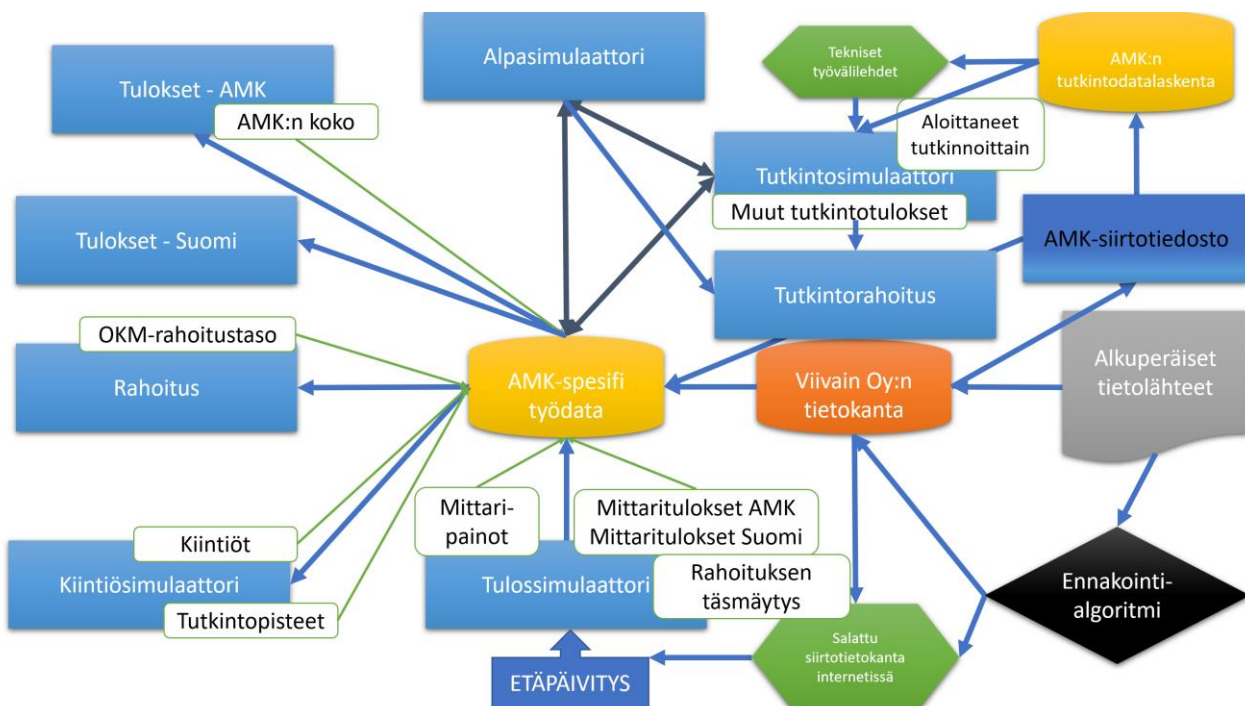 Tulokset - AMK
AMK:n koko
Alpasimulaattori
Tekniset
työvälilehdet
AMK:n
tutkintodatalaskenta
Aloittaneet
tutkinnoittain
Tutkintosimulaattori
Muut tutkintotulokset
Tulokset - Suomi
AMK-siirtotiedosto
Tutkintorahoitus
OKM-rahoitustaso
Rahoitus
AMK-spesifi
työdata
Viivain Oy:n
tietokanta
Alkuperäiset
tietolähteet
Mittari-
painot
Mittaritulokset AMK
Mittaritulokset Suomi
Kiintiöt
Kiintiösimulaattori
Tutkintopisteet
Tulossimulaattori
Rahoituksen
täsmäytys
Ennakointi-
algoritmi
Salattu
siirtotietokanta
internetissä
ETÄPÄIVITYS